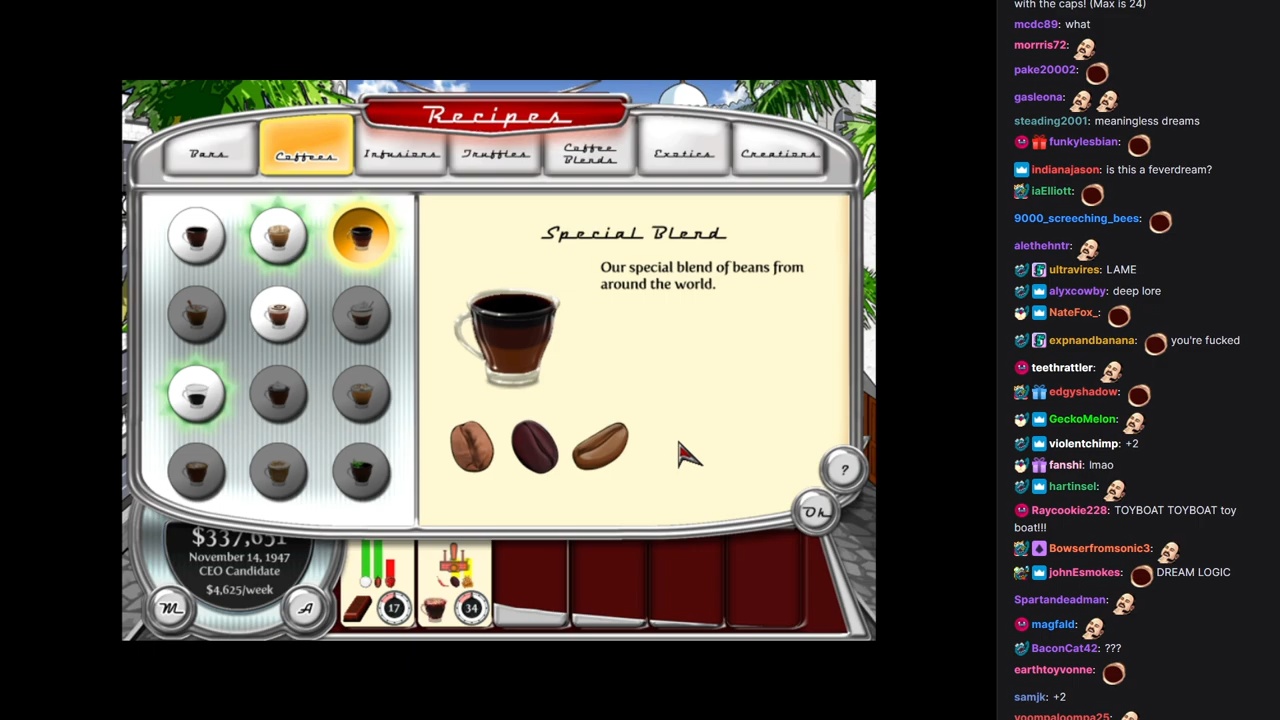 Recipes
Bars
Coffees
Infusions
Truffles
Coffee
Blends
Exotics
Creations
Special Blend
Our special blend of beans from
around the world.
?
Ok
November 14, 1947
CEO Candidate
$4,625/week
M
A
17
34
with the caps! (Max is 24)
mcdc89: what
morrris72:
pake20002:
gasleona:
steading2001: meaningless dreams
funkylesbian:
indianajason: is this a feverdream?
iaElliott:
9000_screeching_bees:
alethehntr:
ultravires: LAME
alyxcowby: deep lore
NateFox_:
expnandbanana: you're fucked
teethrattler:
edgyshadow:
GeckoMelon:
violentchimp: +2
fanshi: lmao
hartinsel:
Raycookie228: TOYBOAT TOYBOAT toy
boat!!!
Bowserfromsonic3:
johnEsmokes: DREAM LOGIC
Spartandeadman:
magfald:
BaconCat42: ???
earthtoyvonne:
samjk: +2
voompaloompa25: